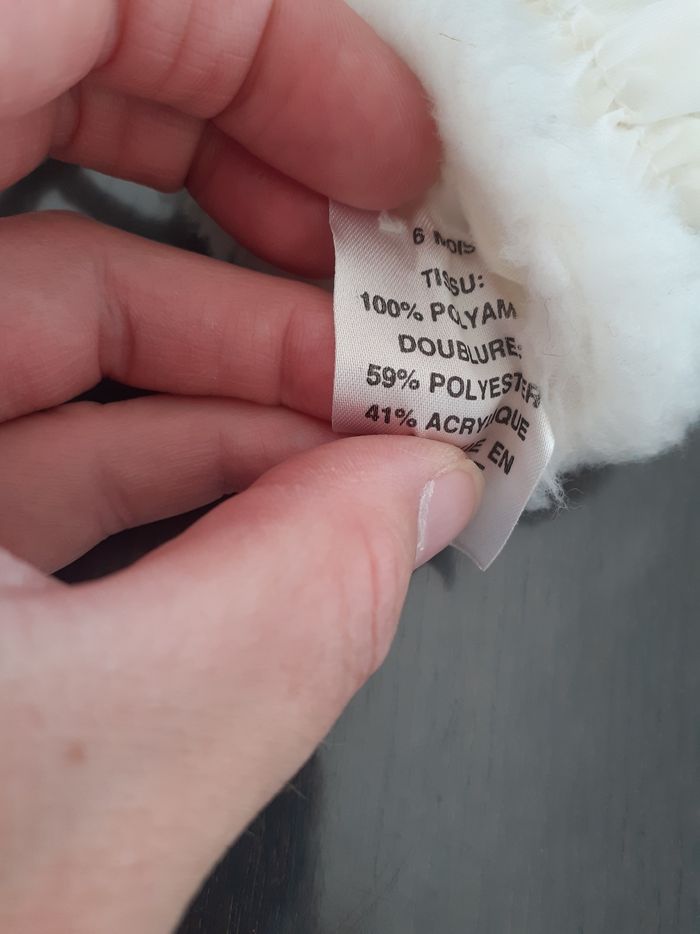 6 MOIS
TISSU:
100% POLYAM
DOUBLURE:
59% POLYESTER
41% ACRYLIQUE
EN